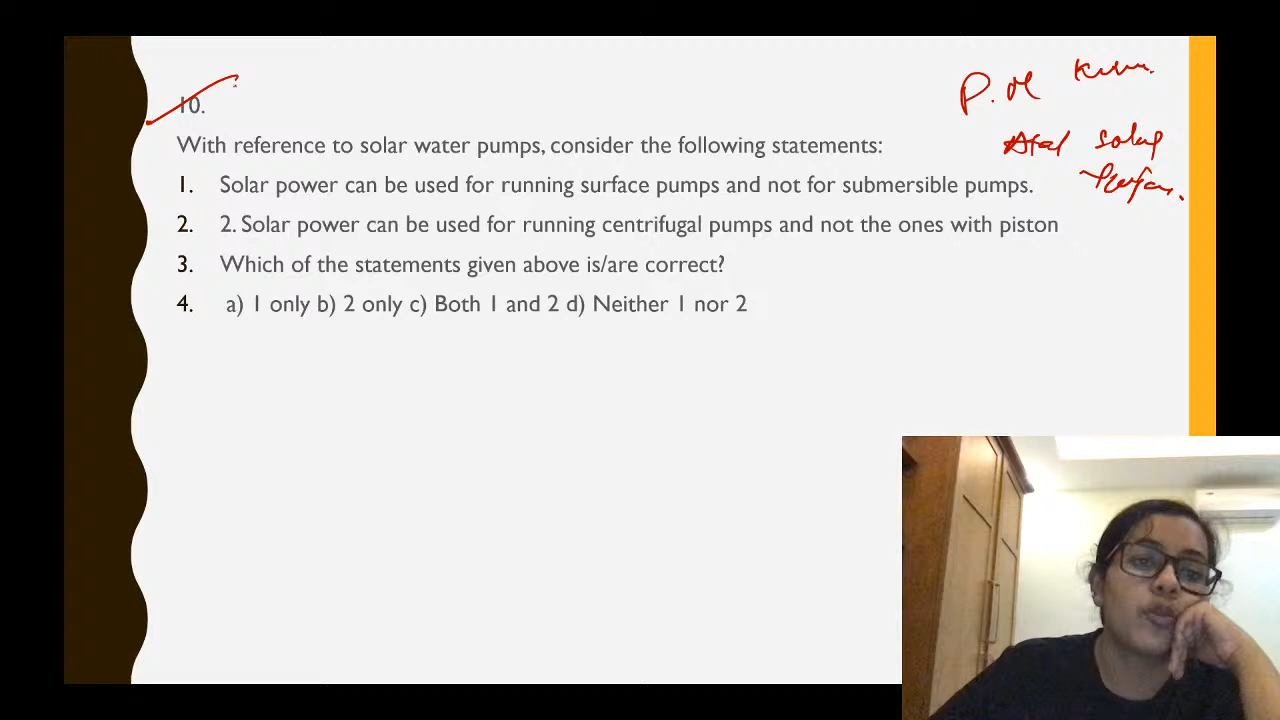 10.
With reference to solar water pumps, consider the following statements:
1. Solar power can be used for running surface pumps and not for submersible pumps.
2. 2. Solar power can be used for running centrifugal pumps and not the ones with piston
3. Which of the statements given above is/are correct?
4. a) 1 only b) 2 only c) Both 1 and 2 d) Neither 1 nor 2
P.M
solar